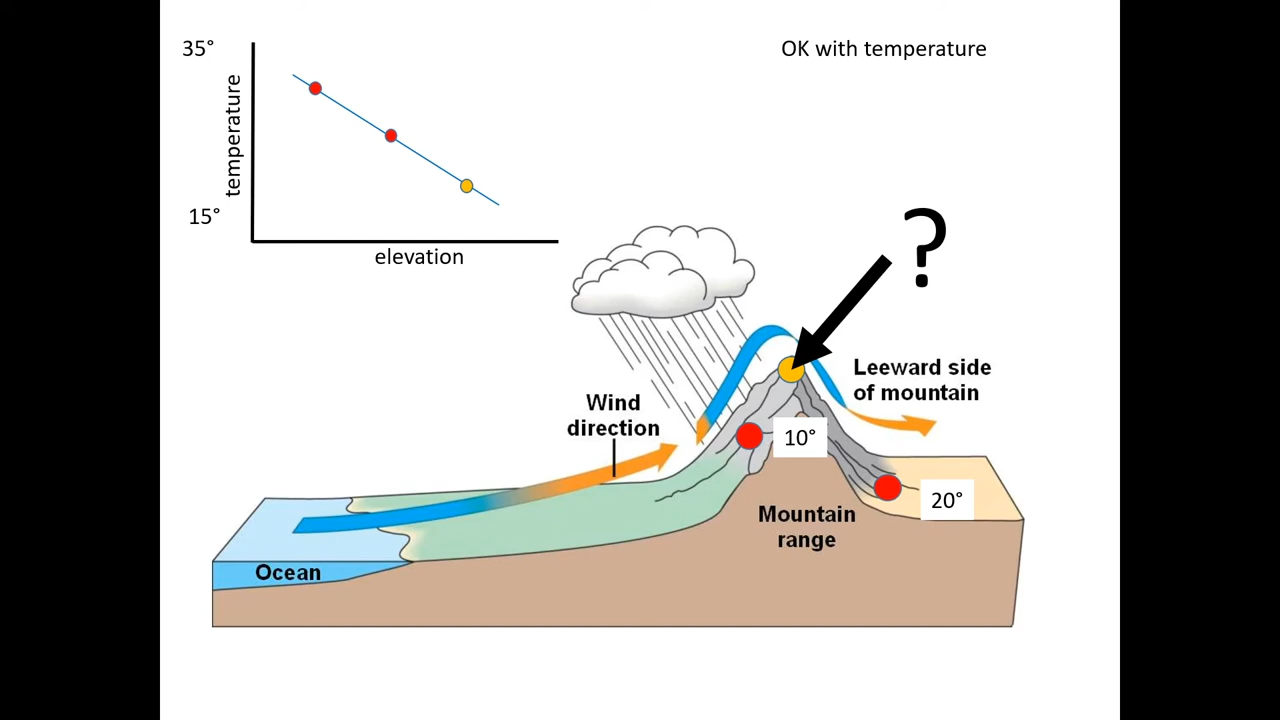 35°
OK with temperature
temperature
15°
elevation
?
Leeward side
of mountain
Wind
direction
10°
20°
Mountain
range
Ocean